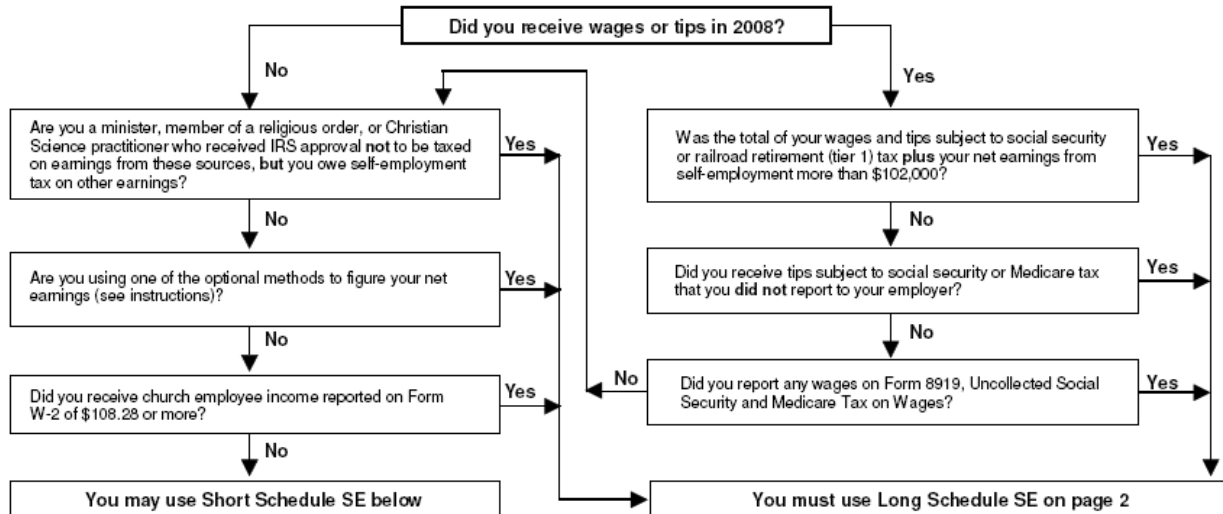 Did you receive wages or tips in 2008?
No
Yes
Are you a minister, member of a religious order, or Christian
Science practitioner who received IRS approval not to be taxed
on earnings from these sources, but you owe self-employment
tax on other earnings?
Yes
Was the total of your wages and tips subject to social security
or railroad retirement (tier 1) tax plus your net earnings from
self-employment more than $102,000?
Yes
No
No
Are you using one of the optional methods to figure your net
earnings (see instructions)?
Yes
Did you receive tips subject to social security or Medicare tax
that you did not report to your employer?
Yes
No
No
Did you receive church employee income reported on Form
W-2 of $108.28 or more?
Yes
No
Did you report any wages on Form 8919, Uncollected Social
Security and Medicare Tax on Wages?
Yes
No
You may use Short Schedule SE below
You must use Long Schedule SE on page 2